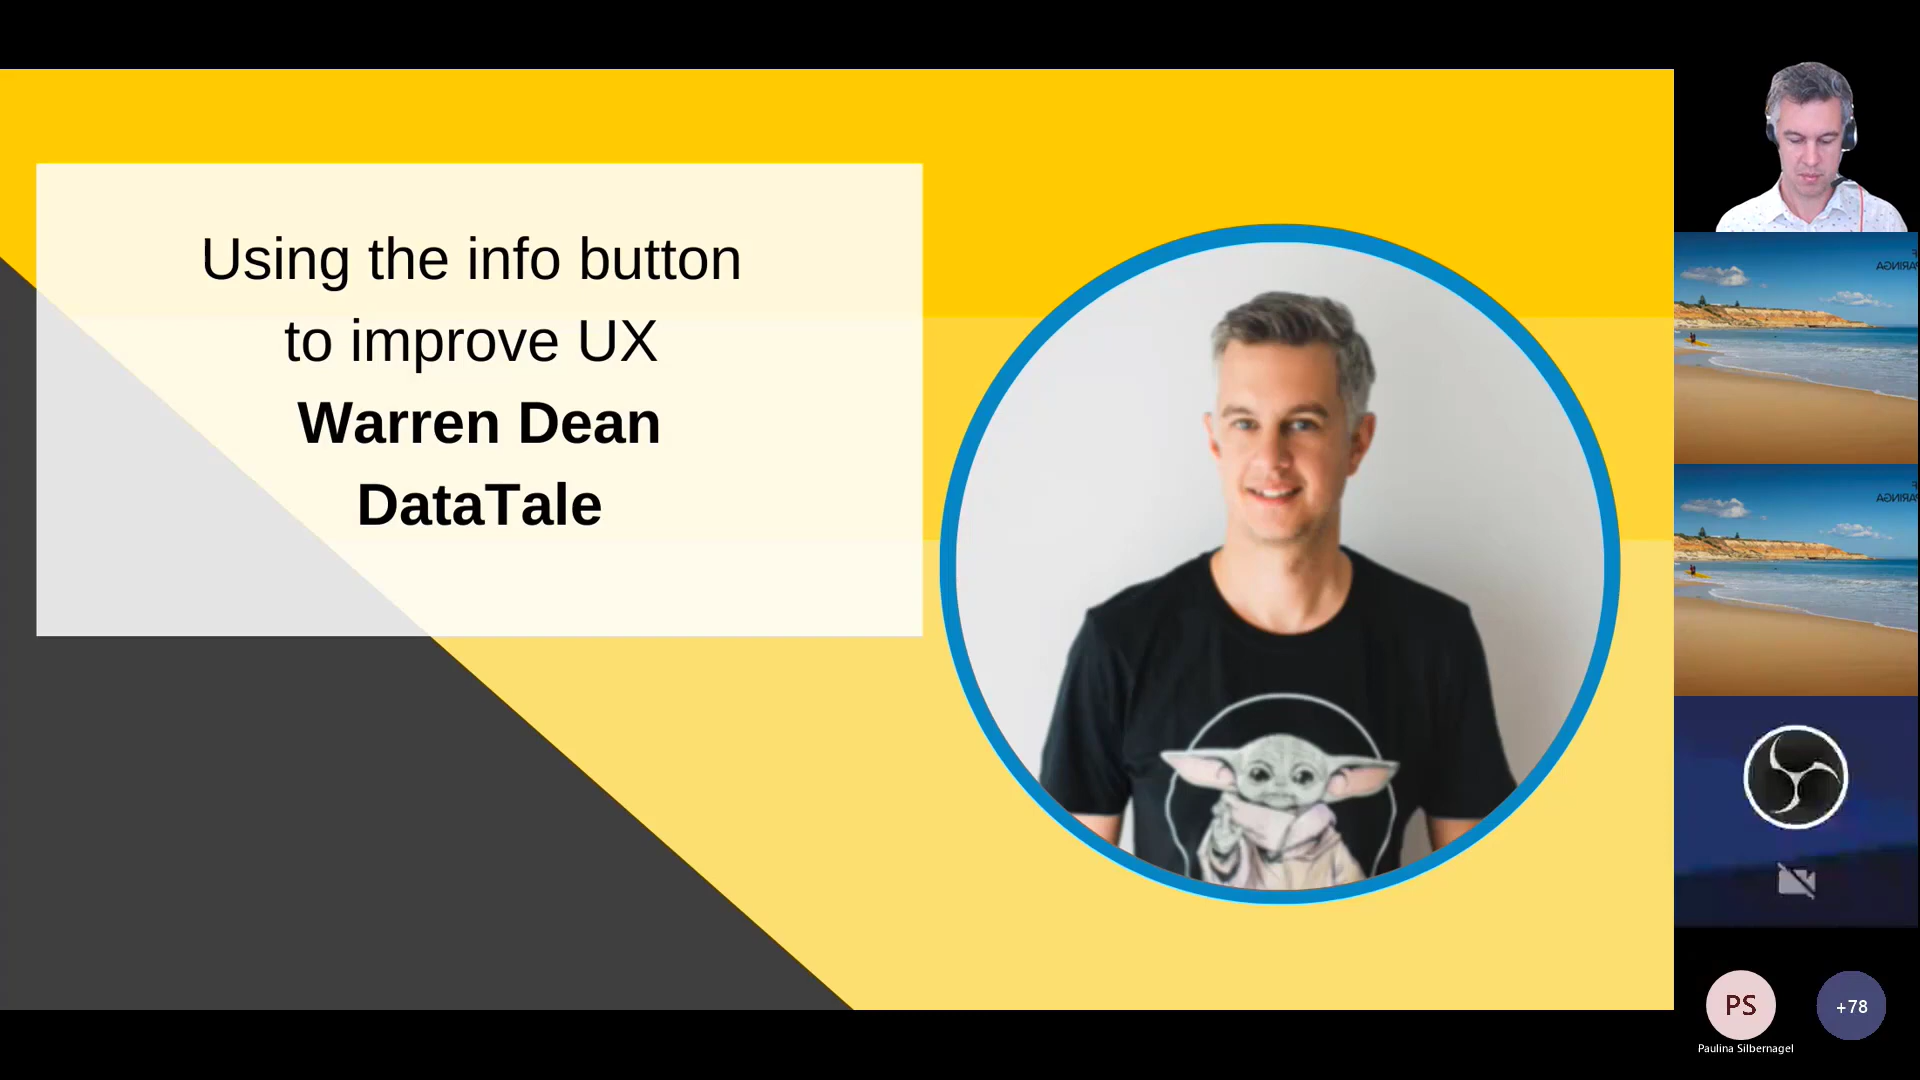 Using the info button
to improve UX
Warren Dean
DataTale
PS
+78
Paulina Silbernagel